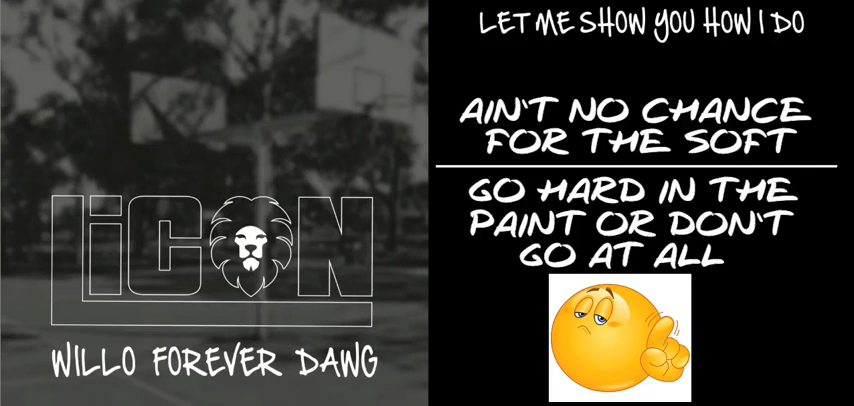 LiCON
WILLO FOREVER DAWG
LET ME SHOW YOU HOW I DO
AIN'T NO CHANCE
FOR THE SOFT
GO HARD IN THE
PAINT OR DON'T
GO AT ALL